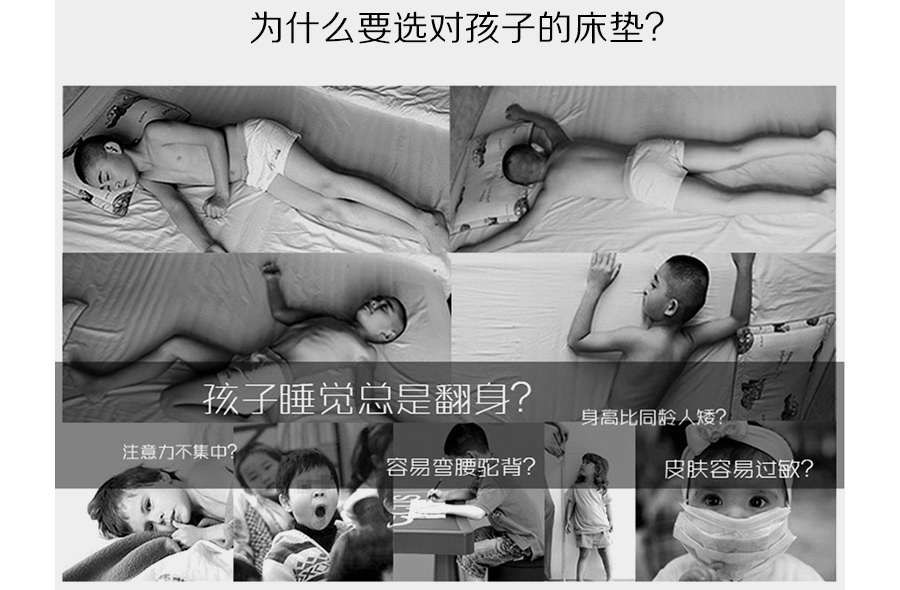 为什么要选对孩子的床垫?
孩子睡觉总是翻身?
身高比同龄人矮?
注意力不集中?
容易弯腰驼背?
皮肤容易过敏?